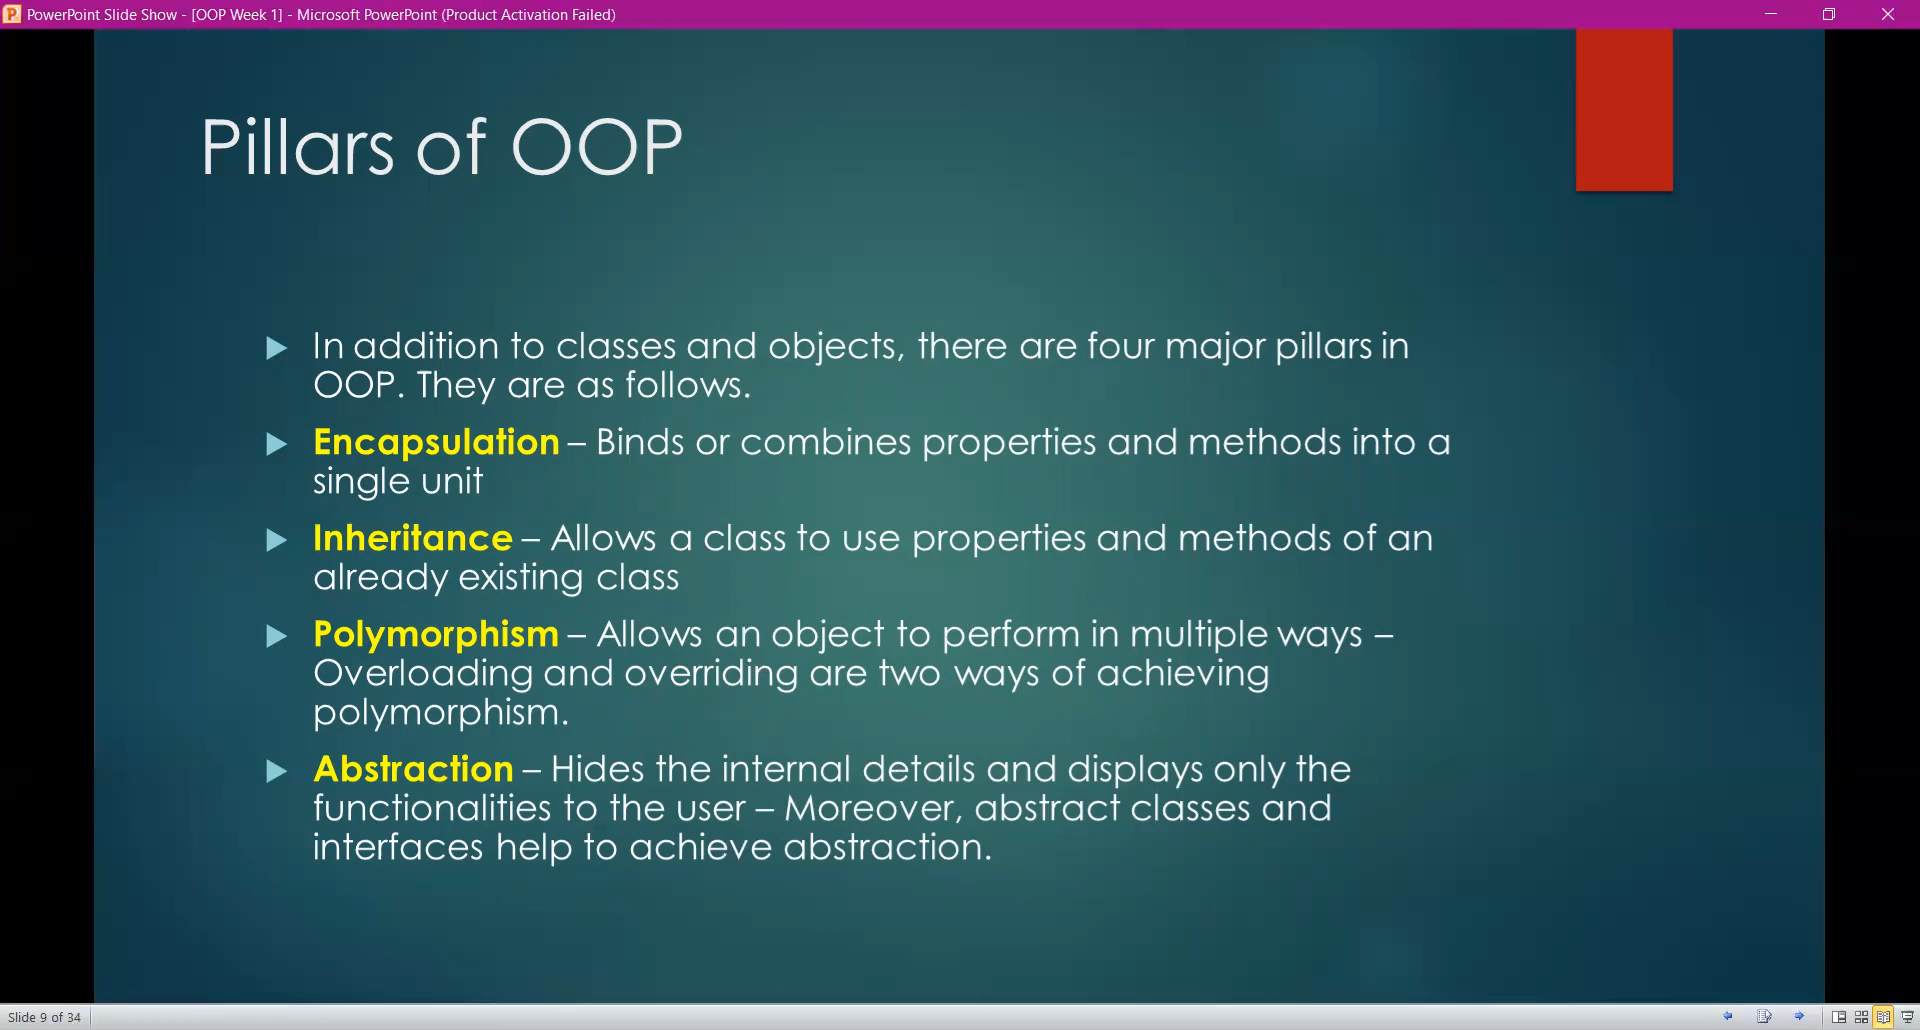 PowerPoint Slide Show - [OOP Week 1] - Microsoft PowerPoint (Product Activation Failed)
Pillars of OOP
In addition to classes and objects, there are four major pillars in
OOP. They are as follows.
Encapsulation – Binds or combines properties and methods into a
single unit
Inheritance – Allows a class to use properties and methods of an
already existing class
Polymorphism – Allows an object to perform in multiple ways –
Overloading and overriding are two ways of achieving
polymorphism.
Abstraction – Hides the internal details and displays only the
functionalities to the user – Moreover, abstract classes and
interfaces help to achieve abstraction.
Slide 9 of 34